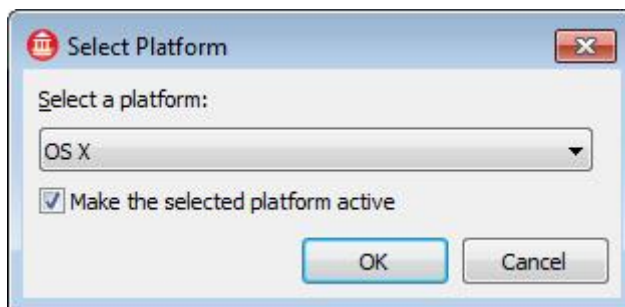 Select Platform
Select a platform:
OS X
Make the selected platform active
OK
Cancel